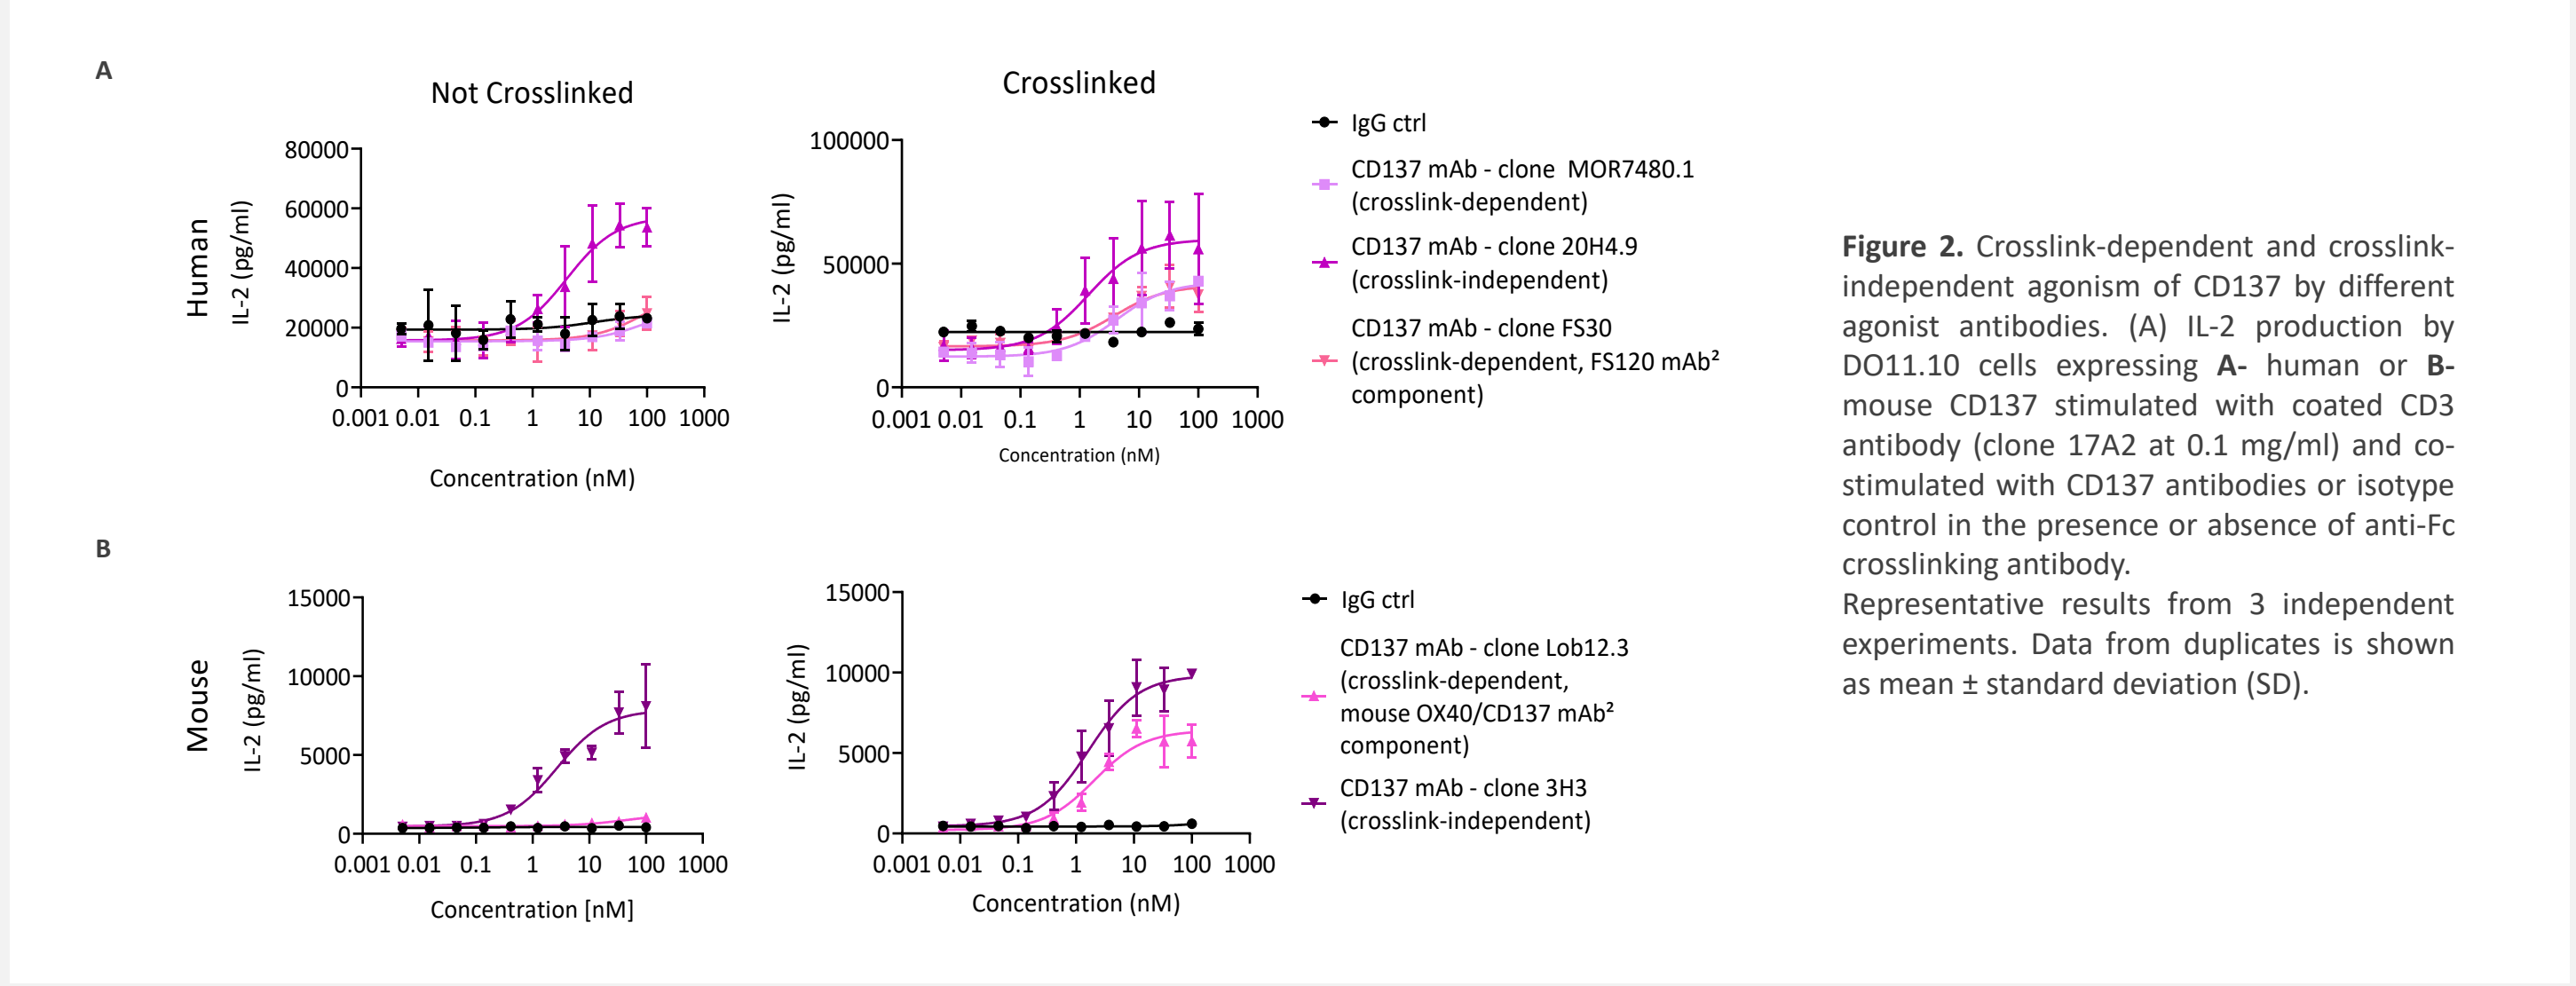 A
Not Crosslinked
Human
IL-2 (pg/ml)
80000
60000
40000
20000
0
0.001 0.01 0.1 1 10 100 1000
Concentration (nM)
Crosslinked
IL-2 (pg/ml)
100000
50000
0
0.001 0.01 0.1 1 10 100 1000
Concentration (nM)
IgG ctrl
CD137 mAb - clone MOR7480.1
(crosslink-dependent)
CD137 mAb - clone 20H4.9
(crosslink-independent)
CD137 mAb - clone FS30
(crosslink-dependent, FS120 mAb²
component)
B
Mouse
IL-2 (pg/ml)
15000
10000
5000
0
0.001 0.01 0.1 1 10 100 1000
Concentration [nM]
IL-2 (pg/ml)
15000
10000
5000
0
0.001 0.01 0.1 1 10 100 1000
Concentration (nM)
IgG ctrl
CD137 mAb - clone Lob12.3
(crosslink-dependent,
mouse OX40/CD137 mAb²
component)
CD137 mAb - clone 3H3
(crosslink-independent)
Figure 2. Crosslink-dependent and crosslink-
independent agonism of CD137 by different
agonist antibodies. (A) IL-2 production by
DO11.10 cells expressing A- human or B-
mouse CD137 stimulated with coated CD3
antibody (clone 17A2 at 0.1 mg/ml) and co-
stimulated with CD137 antibodies or isotype
control in the presence or absence of anti-Fc
crosslinking antibody.
Representative results from 3 independent
experiments. Data from duplicates is shown
as mean ± standard deviation (SD).